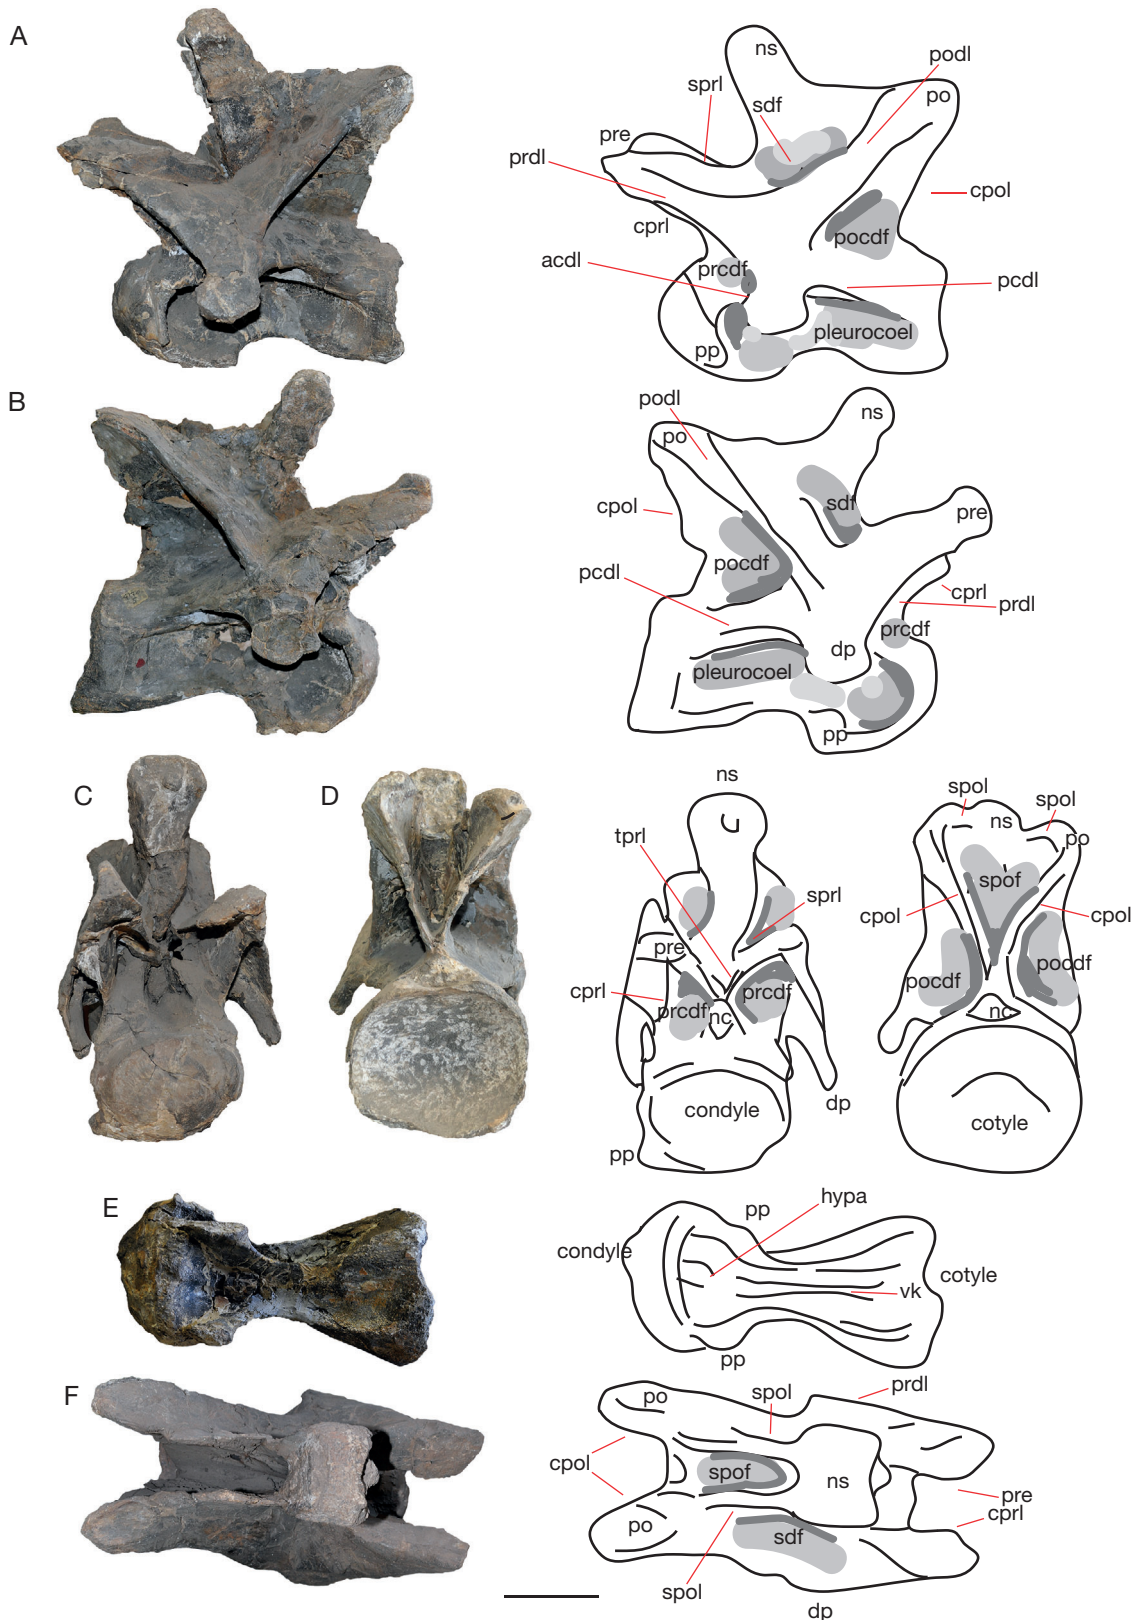 A
ns
podl
sprl
sdf
po
pre
prdl
cpol
cprl
pocdf
prcdf
acdl
pcdl
pleurocoel
pp
B
podl
ns
po
cpol
sdf
pre
pocdf
pcdl
cprl
prdl
prcdf
dp
pleurocoel
pp
C
D
ns
spol
spol
ns
po
tprl
spof
sprl
cpol
cpol
pre
cprl
prcdf
prcdf
nc
pocdf
pocdf
nc
condyle
dp
cotyle
pp
E
pp
hypa
condyle
cotyle
vk
pp
F
po
spol
prdl
cpol
spof
ns
pre
cprl
po
sdf
spol
dp